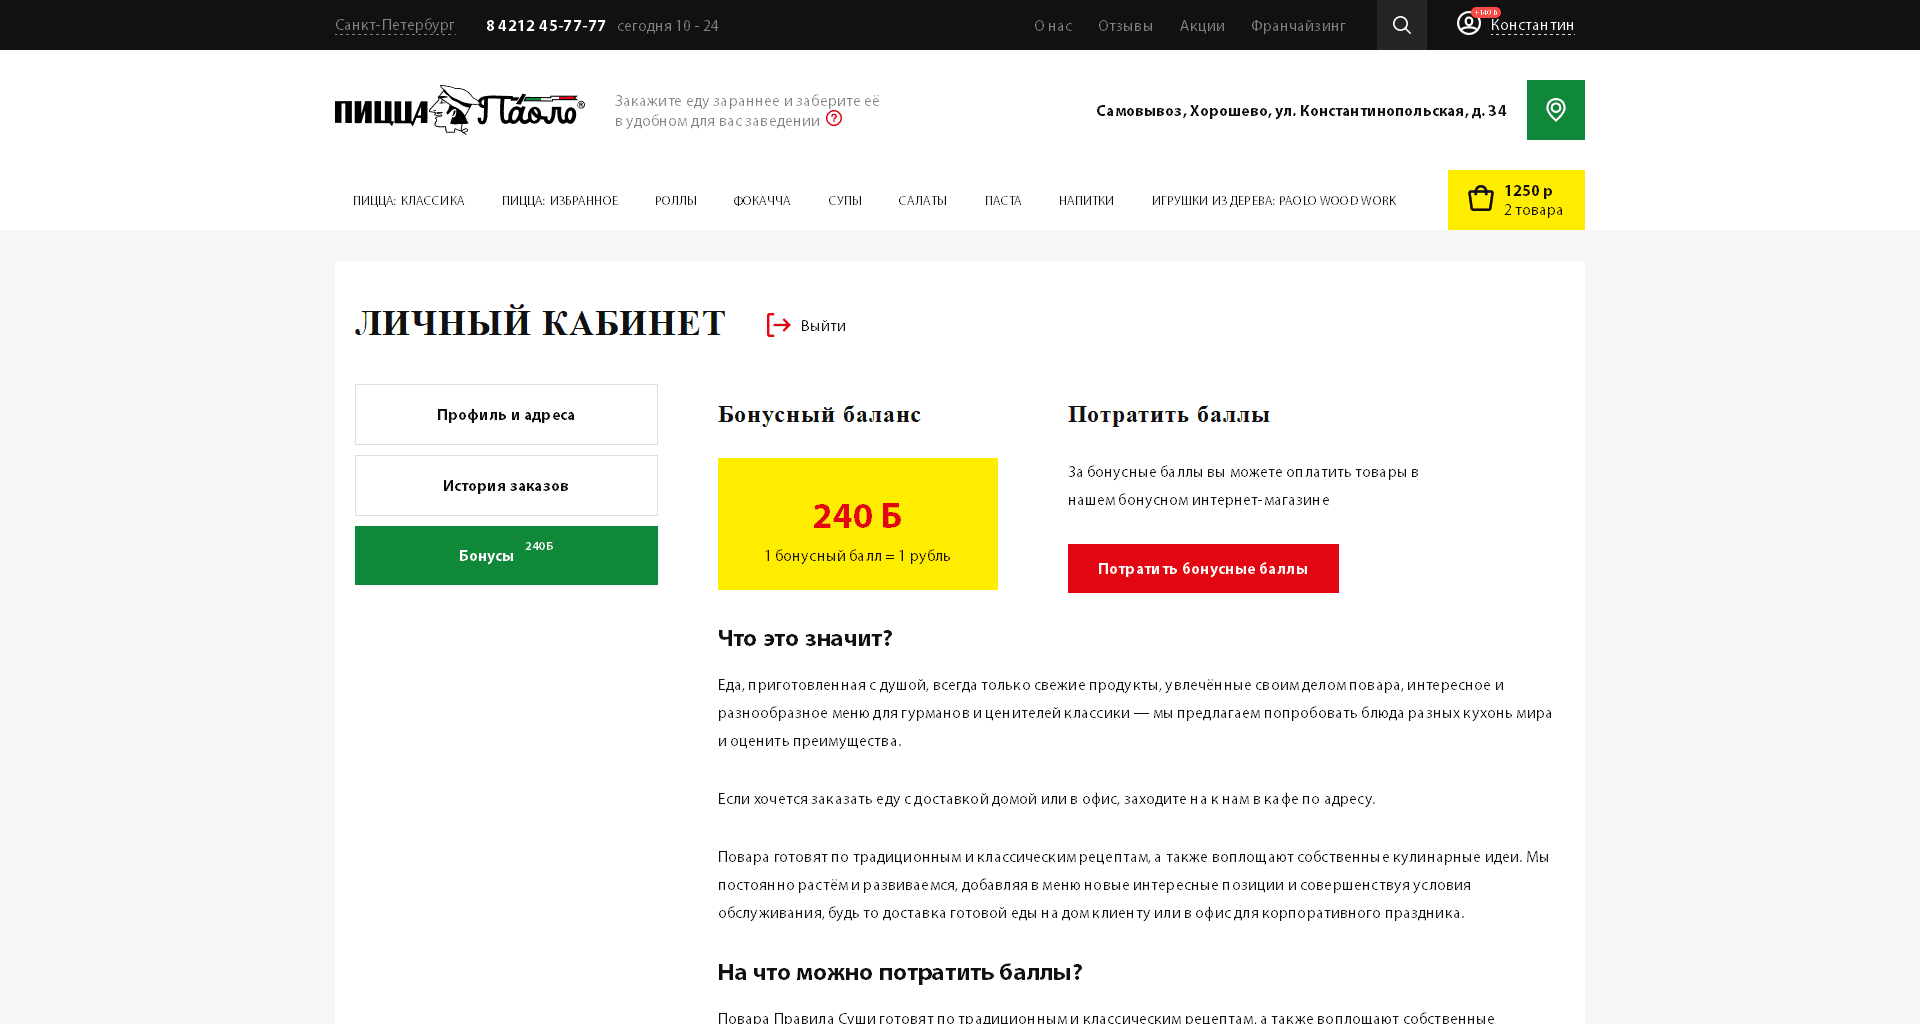 Санкт-Петербург
8 4212 45-77-77
сегодня 10 - 24
О нас
Отзывы
Акции
Франчайзинг
+140 Б
Константин
ПИЦЦА Паоло®
Закажите еду зараннее и заберите её
в удобном для вас заведении ?
Самовывоз, Хорошево, ул. Константинопольская, д. 34
ПИЦЦА: КЛАССИКА
ПИЦЦА: ИЗБРАННОЕ
РОЛЛЫ
ФОКАЧЧА
СУПЫ
САЛАТЫ
ПАСТА
НАПИТКИ
ИГРУШКИ ИЗ ДЕРЕВА: PAOLO WOOD WORK
1250 р
2 товара
ЛИЧНЫЙ КАБИНЕТ
Выйти
Профиль и адреса
История заказов
Бонусы 240Б
Бонусный баланс
240 Б
1 бонусный балл = 1 рубль
Потратить баллы
За бонусные баллы вы можете оплатить товары в
нашем бонусном интернет-магазине
Потратить бонусные баллы
Что это значит?
Еда, приготовленная с душой, всегда только свежие продукты, увлечённые своим делом повара, интересное и
разнообразное меню для гурманов и ценителей классики — мы предлагаем попробовать блюда разных кухонь мира
и оценить преимущества.
Если хочется заказать еду с доставкой домой или в офис, заходите на к нам в кафе по адресу.
Повара готовят по традиционным и классическим рецептам, а также воплощают собственные кулинарные идеи. Мы
постоянно растём и развиваемся, добавляя в меню новые интересные позиции и совершенствуя условия
обслуживания, будь то доставка готовой еды на дом клиенту или в офис для корпоративного праздника.
На что можно потратить баллы?
Повара Правила Суши готовят по традиционным и классическим рецептам, а также воплощают собственные